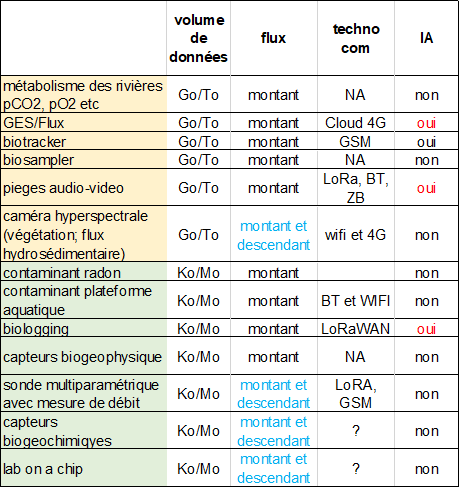 volume de données flux techno com IA
métabolisme des rivières pCO2, pO2 etc Go/To montant NA non
GES/Flux Go/To montant Cloud 4G oui
biotracker Go/To montant GSM oui
biosampler Go/To montant NA non
pieges audio-video Go/To montant LoRa, BT, ZB oui
caméra hyperspectrale (végétation; flux hydrosédimentaire) Go/To montant et descendant wifi et 4G non
contaminant radon Ko/Mo montant non
contaminant plateforme aquatique Ko/Mo montant BT et WIFI non
biologging Ko/Mo montant LoRaWAN oui
capteurs biogeophysique Ko/Mo montant NA non
sonde multiparamétrique avec mesure de débit Ko/Mo montant et descendant LoRA, GSM non
capteurs biogeochimiqyes Ko/Mo montant et descendant ? non
lab on a chip Ko/Mo montant et descendant ? non